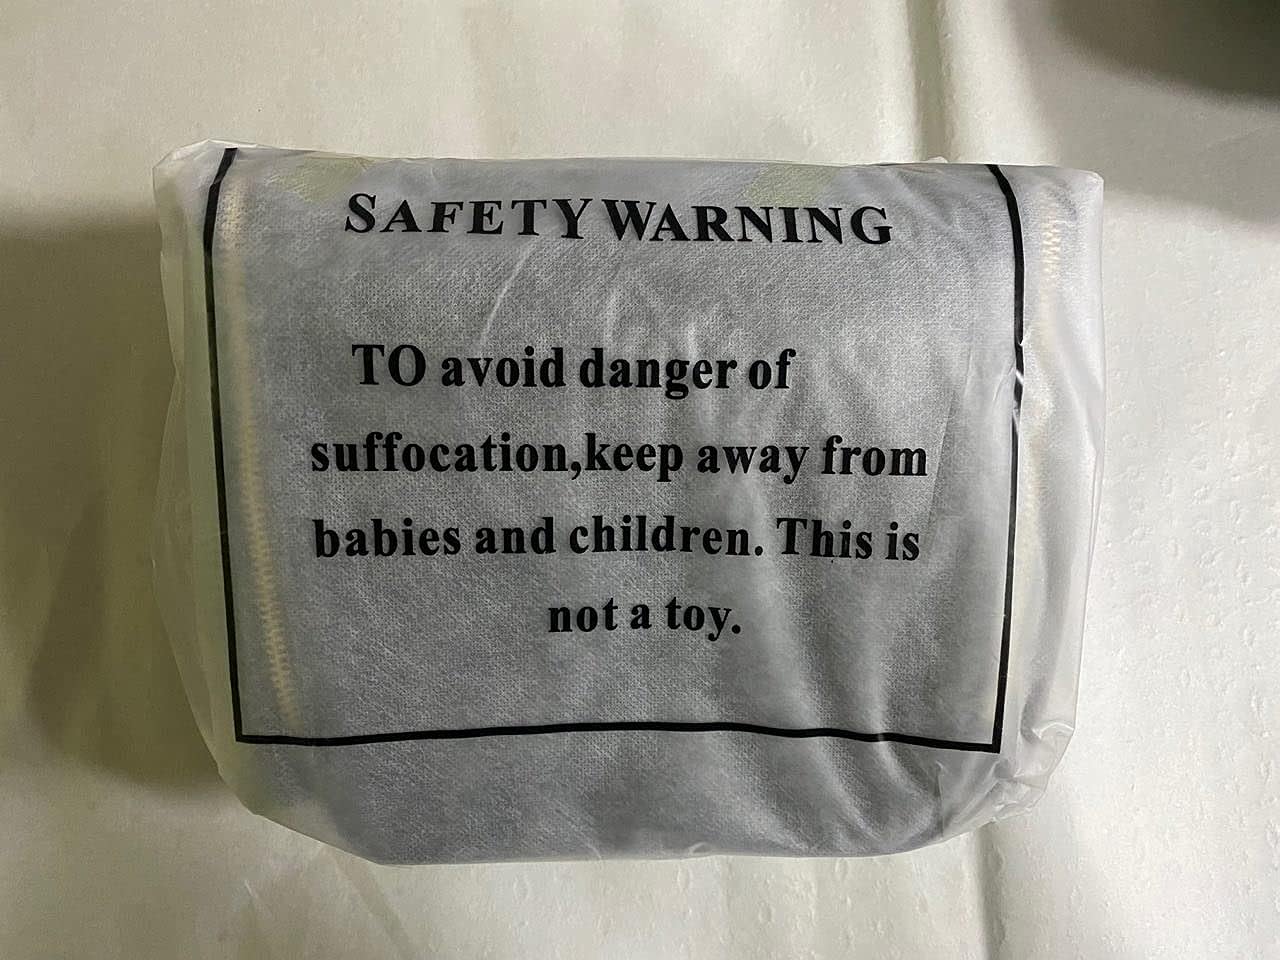 SAFETY WARNING
TO avoid danger of
suffocation,keep away from
babies and children. This is
not a toy.